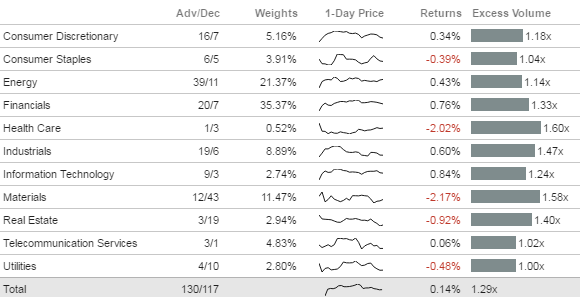 Adv/Dec Weights 1-Day Price Returns Excess Volume
Consumer Discretionary 16/7 5.16% 0.34% 1.18x
Consumer Staples 6/5 3.91% -0.39% 1.04x
Energy 39/11 21.37% 0.43% 1.14x
Financials 20/7 35.37% 0.76% 1.33x
Health Care 1/3 0.52% -2.02% 1.60x
Industrials 19/6 8.89% 0.60% 1.47x
Information Technology 9/3 2.74% 0.84% 1.24x
Materials 12/43 11.47% -2.17% 1.58x
Real Estate 3/19 2.94% -0.92% 1.40x
Telecommunication Services 3/1 4.83% 0.06% 1.02x
Utilities 4/10 2.80% -0.48% 1.00x
Total 130/117 0.14% 1.29x